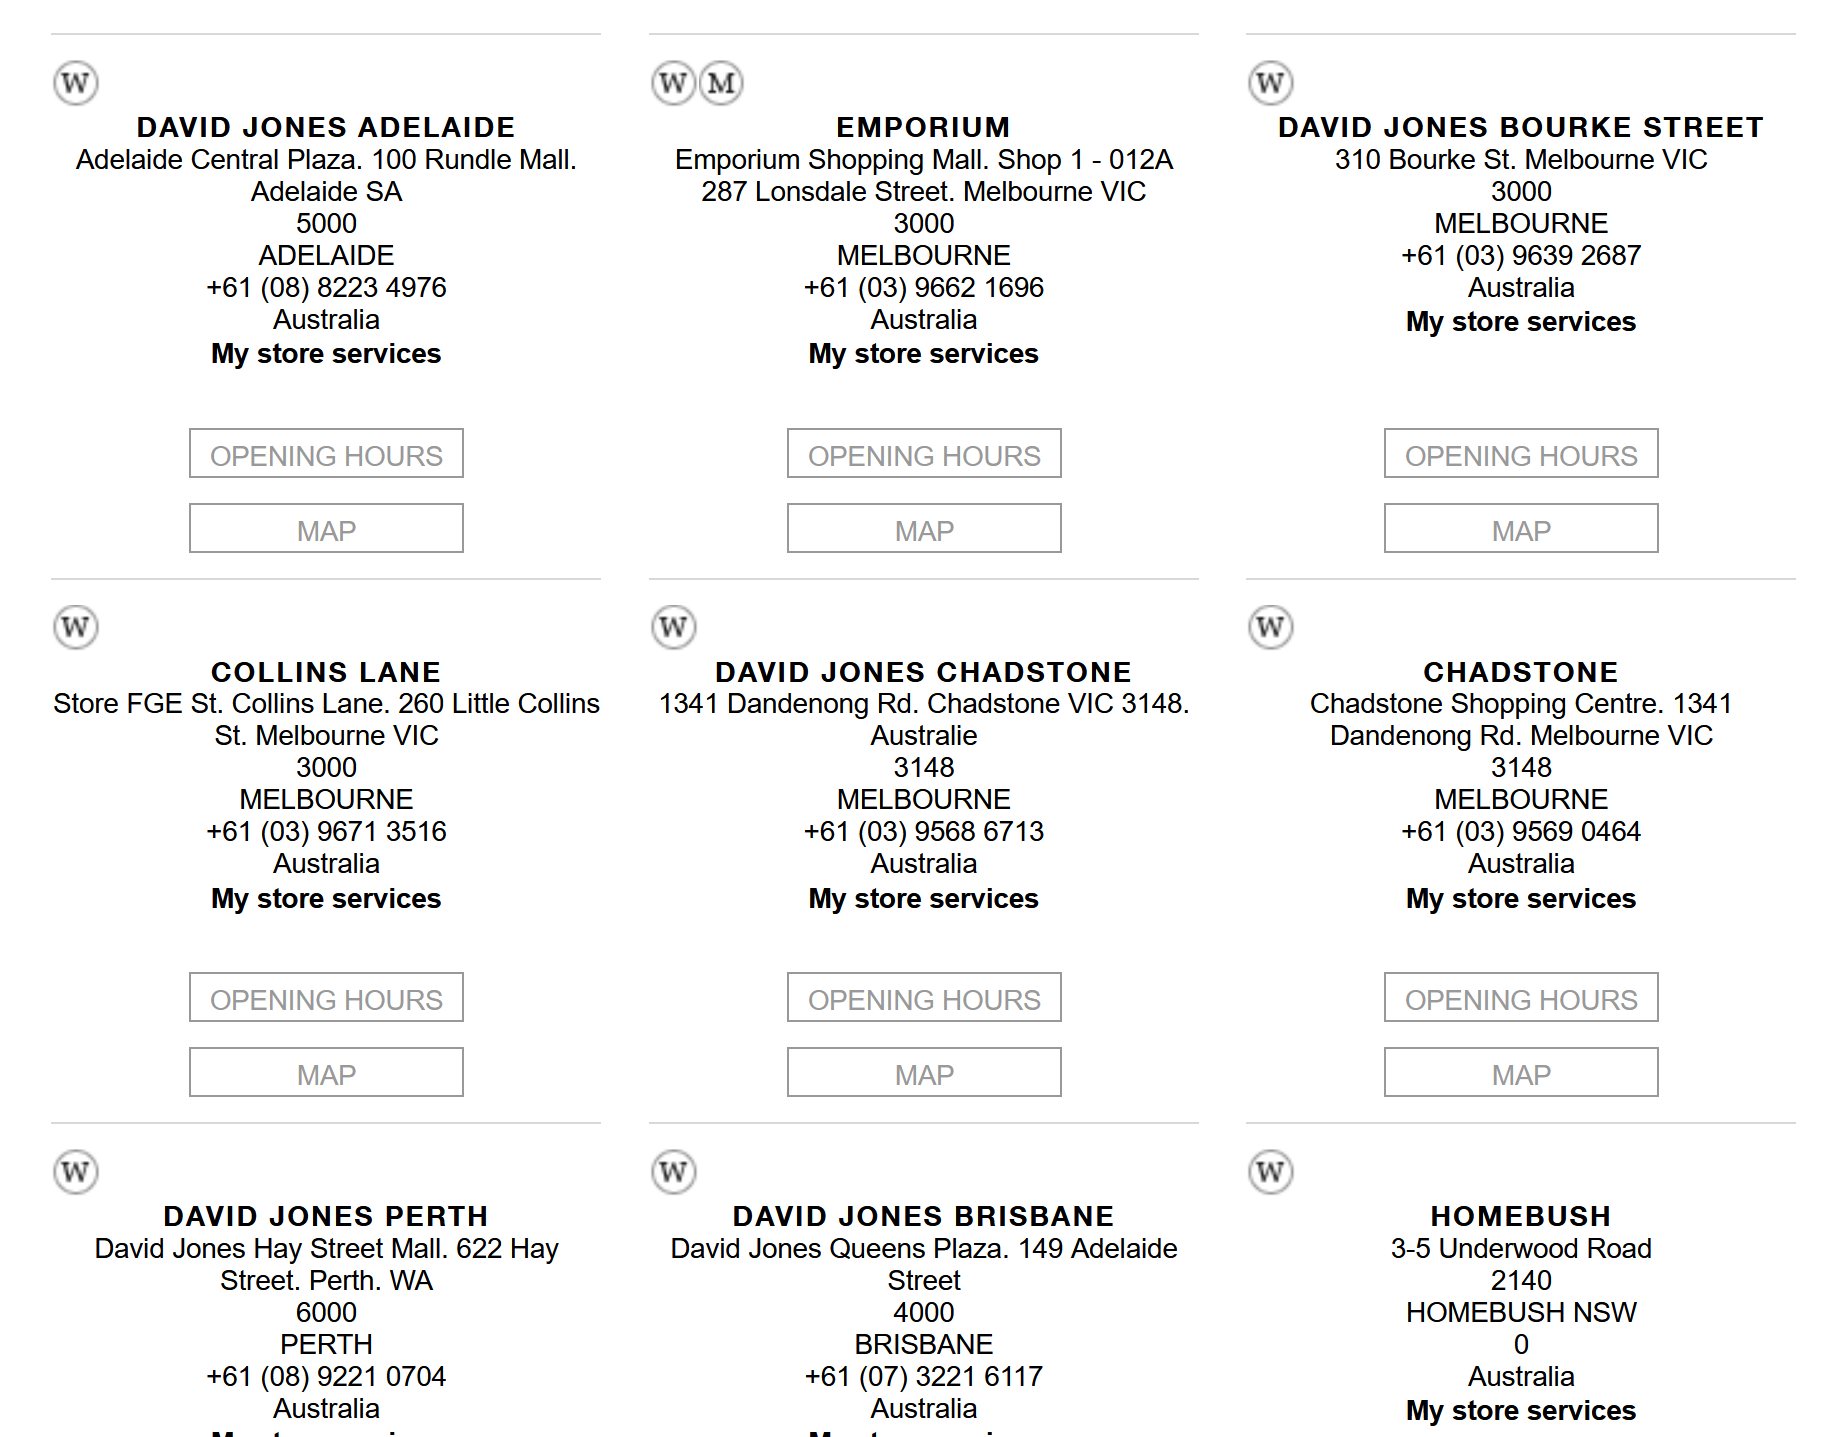 W
DAVID JONES ADELAIDE
Adelaide Central Plaza. 100 Rundle Mall.
Adelaide SA
5000
ADELAIDE
+61 (08) 8223 4976
Australia
My store services
OPENING HOURS
MAP
W M
EMPORIUM
Emporium Shopping Mall. Shop 1 - 012A
287 Lonsdale Street. Melbourne VIC
3000
MELBOURNE
+61 (03) 9662 1696
Australia
My store services
OPENING HOURS
MAP
W
DAVID JONES BOURKE STREET
310 Bourke St. Melbourne VIC
3000
MELBOURNE
+61 (03) 9639 2687
Australia
My store services
OPENING HOURS
MAP
W
COLLINS LANE
Store FGE St. Collins Lane. 260 Little Collins
St. Melbourne VIC
3000
MELBOURNE
+61 (03) 9671 3516
Australia
My store services
OPENING HOURS
MAP
W
DAVID JONES CHADSTONE
1341 Dandenong Rd. Chadstone VIC 3148.
Australie
3148
MELBOURNE
+61 (03) 9568 6713
Australia
My store services
OPENING HOURS
MAP
W
CHADSTONE
Chadstone Shopping Centre. 1341
Dandenong Rd. Melbourne VIC
3148
MELBOURNE
+61 (03) 9569 0464
Australia
My store services
OPENING HOURS
MAP
W
DAVID JONES PERTH
David Jones Hay Street Mall. 622 Hay
Street. Perth. WA
6000
PERTH
+61 (08) 9221 0704
Australia
W
DAVID JONES BRISBANE
David Jones Queens Plaza. 149 Adelaide
Street
4000
BRISBANE
+61 (07) 3221 6117
Australia
W
HOMEBUSH
3-5 Underwood Road
2140
HOMEBUSH NSW
0
Australia
My store services